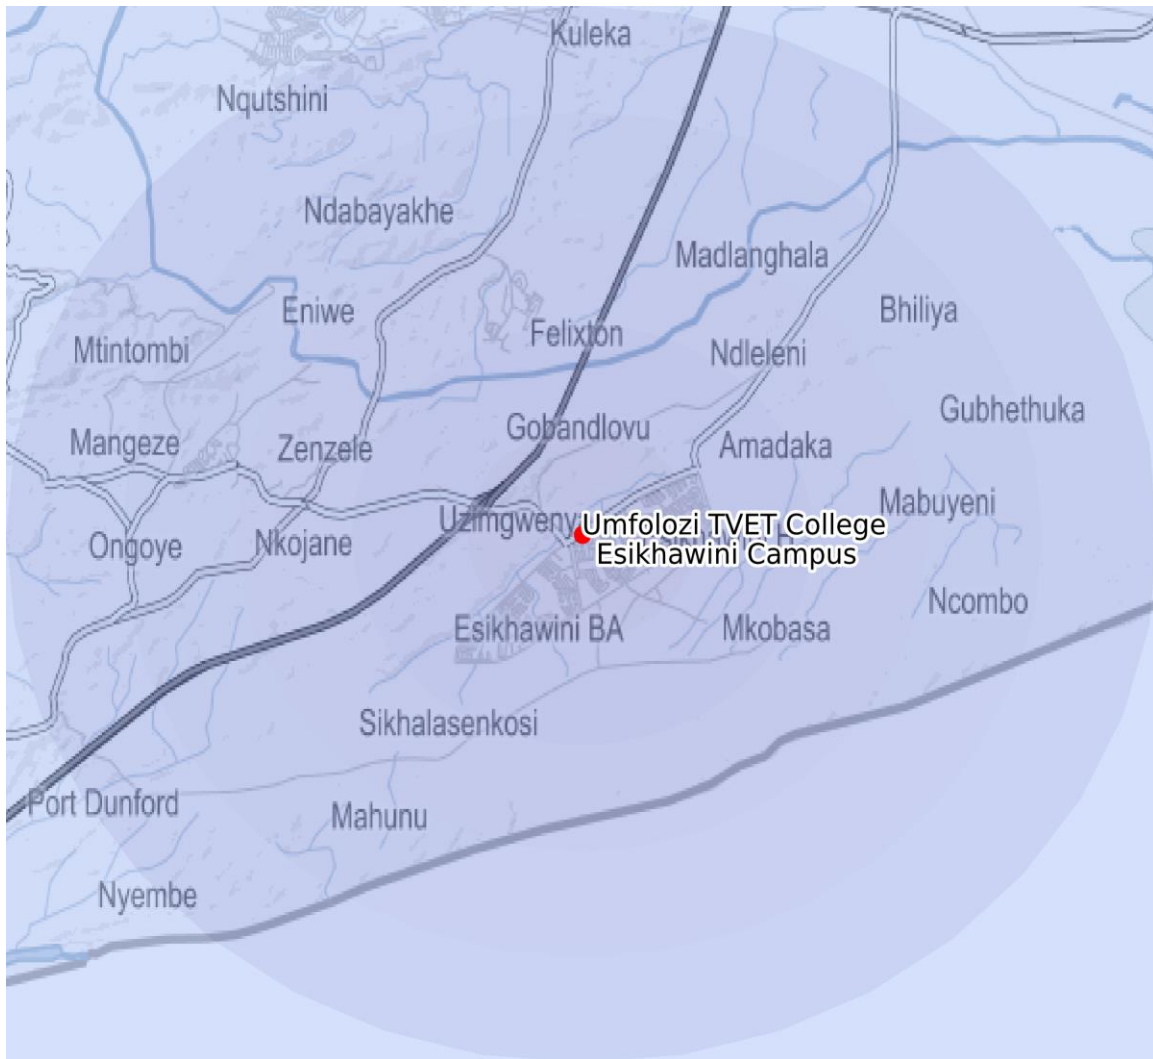 Kuleka
Nqutshini
Ndabayakhe
Madlanghala
Eniwe
Bhiliya
Felixton
Mtintombi
Ndleleni
Gubhethuka
Gobandlovu
Mangeze
Zenzele
Amadaka
Mabuyeni
Uzimgweny
Umfolozi TVET College
Esikhawini Campus
Ongoye
Nkojane
Ncombo
Esikhawini BA
Mkobasa
Sikhalasenkosi
Port Dunford
Mahunu
Nyembe